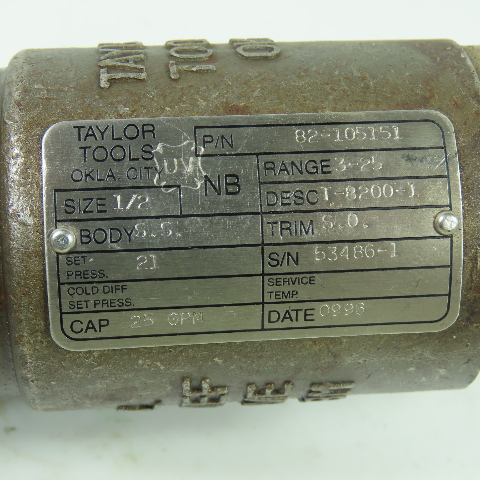 TAYLOR
TOOLS
OKLA. CITY
UV
NB
P/N 82-105151
RANGE 3-25
SIZE 1/2
DESC T-8200-1
BODY S.S.
TRIM S.O.
SET PRESS. 21
S/N 53486-1
COLD DIFF SET PRESS.
SERVICE TEMP.
CAP 25 GPM
DATE 0996